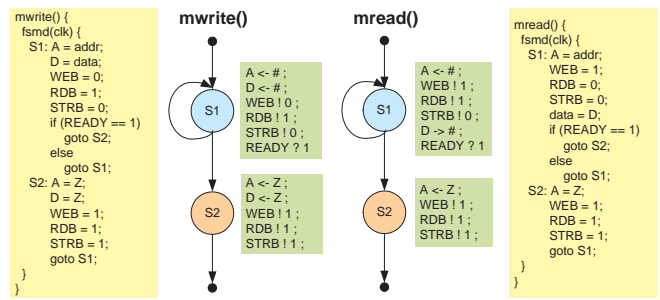 mwrite() {
fsmd(clk) {
S1: A = addr;
D = data;
WEB = 0;
RDB = 1;
STRB = 0;
if (READY == 1)
goto S2;
else
goto S1;
S2: A = Z;
D = Z;
WEB = 1;
RDB = 1;
STRB = 1;
goto S1;
}
}
mwrite()
S1
A <- # ;
D <- # ;
WEB ! 0 ;
RDB ! 1 ;
STRB ! 0 ;
READY ? 1
S2
A <- Z ;
D <- Z ;
WEB ! 1 ;
RDB ! 1 ;
STRB ! 1 ;
mread()
S1
A <- # ;
WEB ! 1 ;
RDB ! 1 ;
STRB ! 0 ;
D -> # ;
READY ? 1
S2
A <- Z ;
WEB ! 1 ;
RDB ! 1 ;
STRB ! 1 ;
mread() {
fsmd(clk) {
S1: A = addr;
WEB = 1;
RDB = 0;
STRB = 0;
data = D;
if (READY == 1)
goto S2;
else
goto S1;
S2: A = Z;
WEB = 1;
RDB = 1;
STRB = 1;
goto S1;
}
}